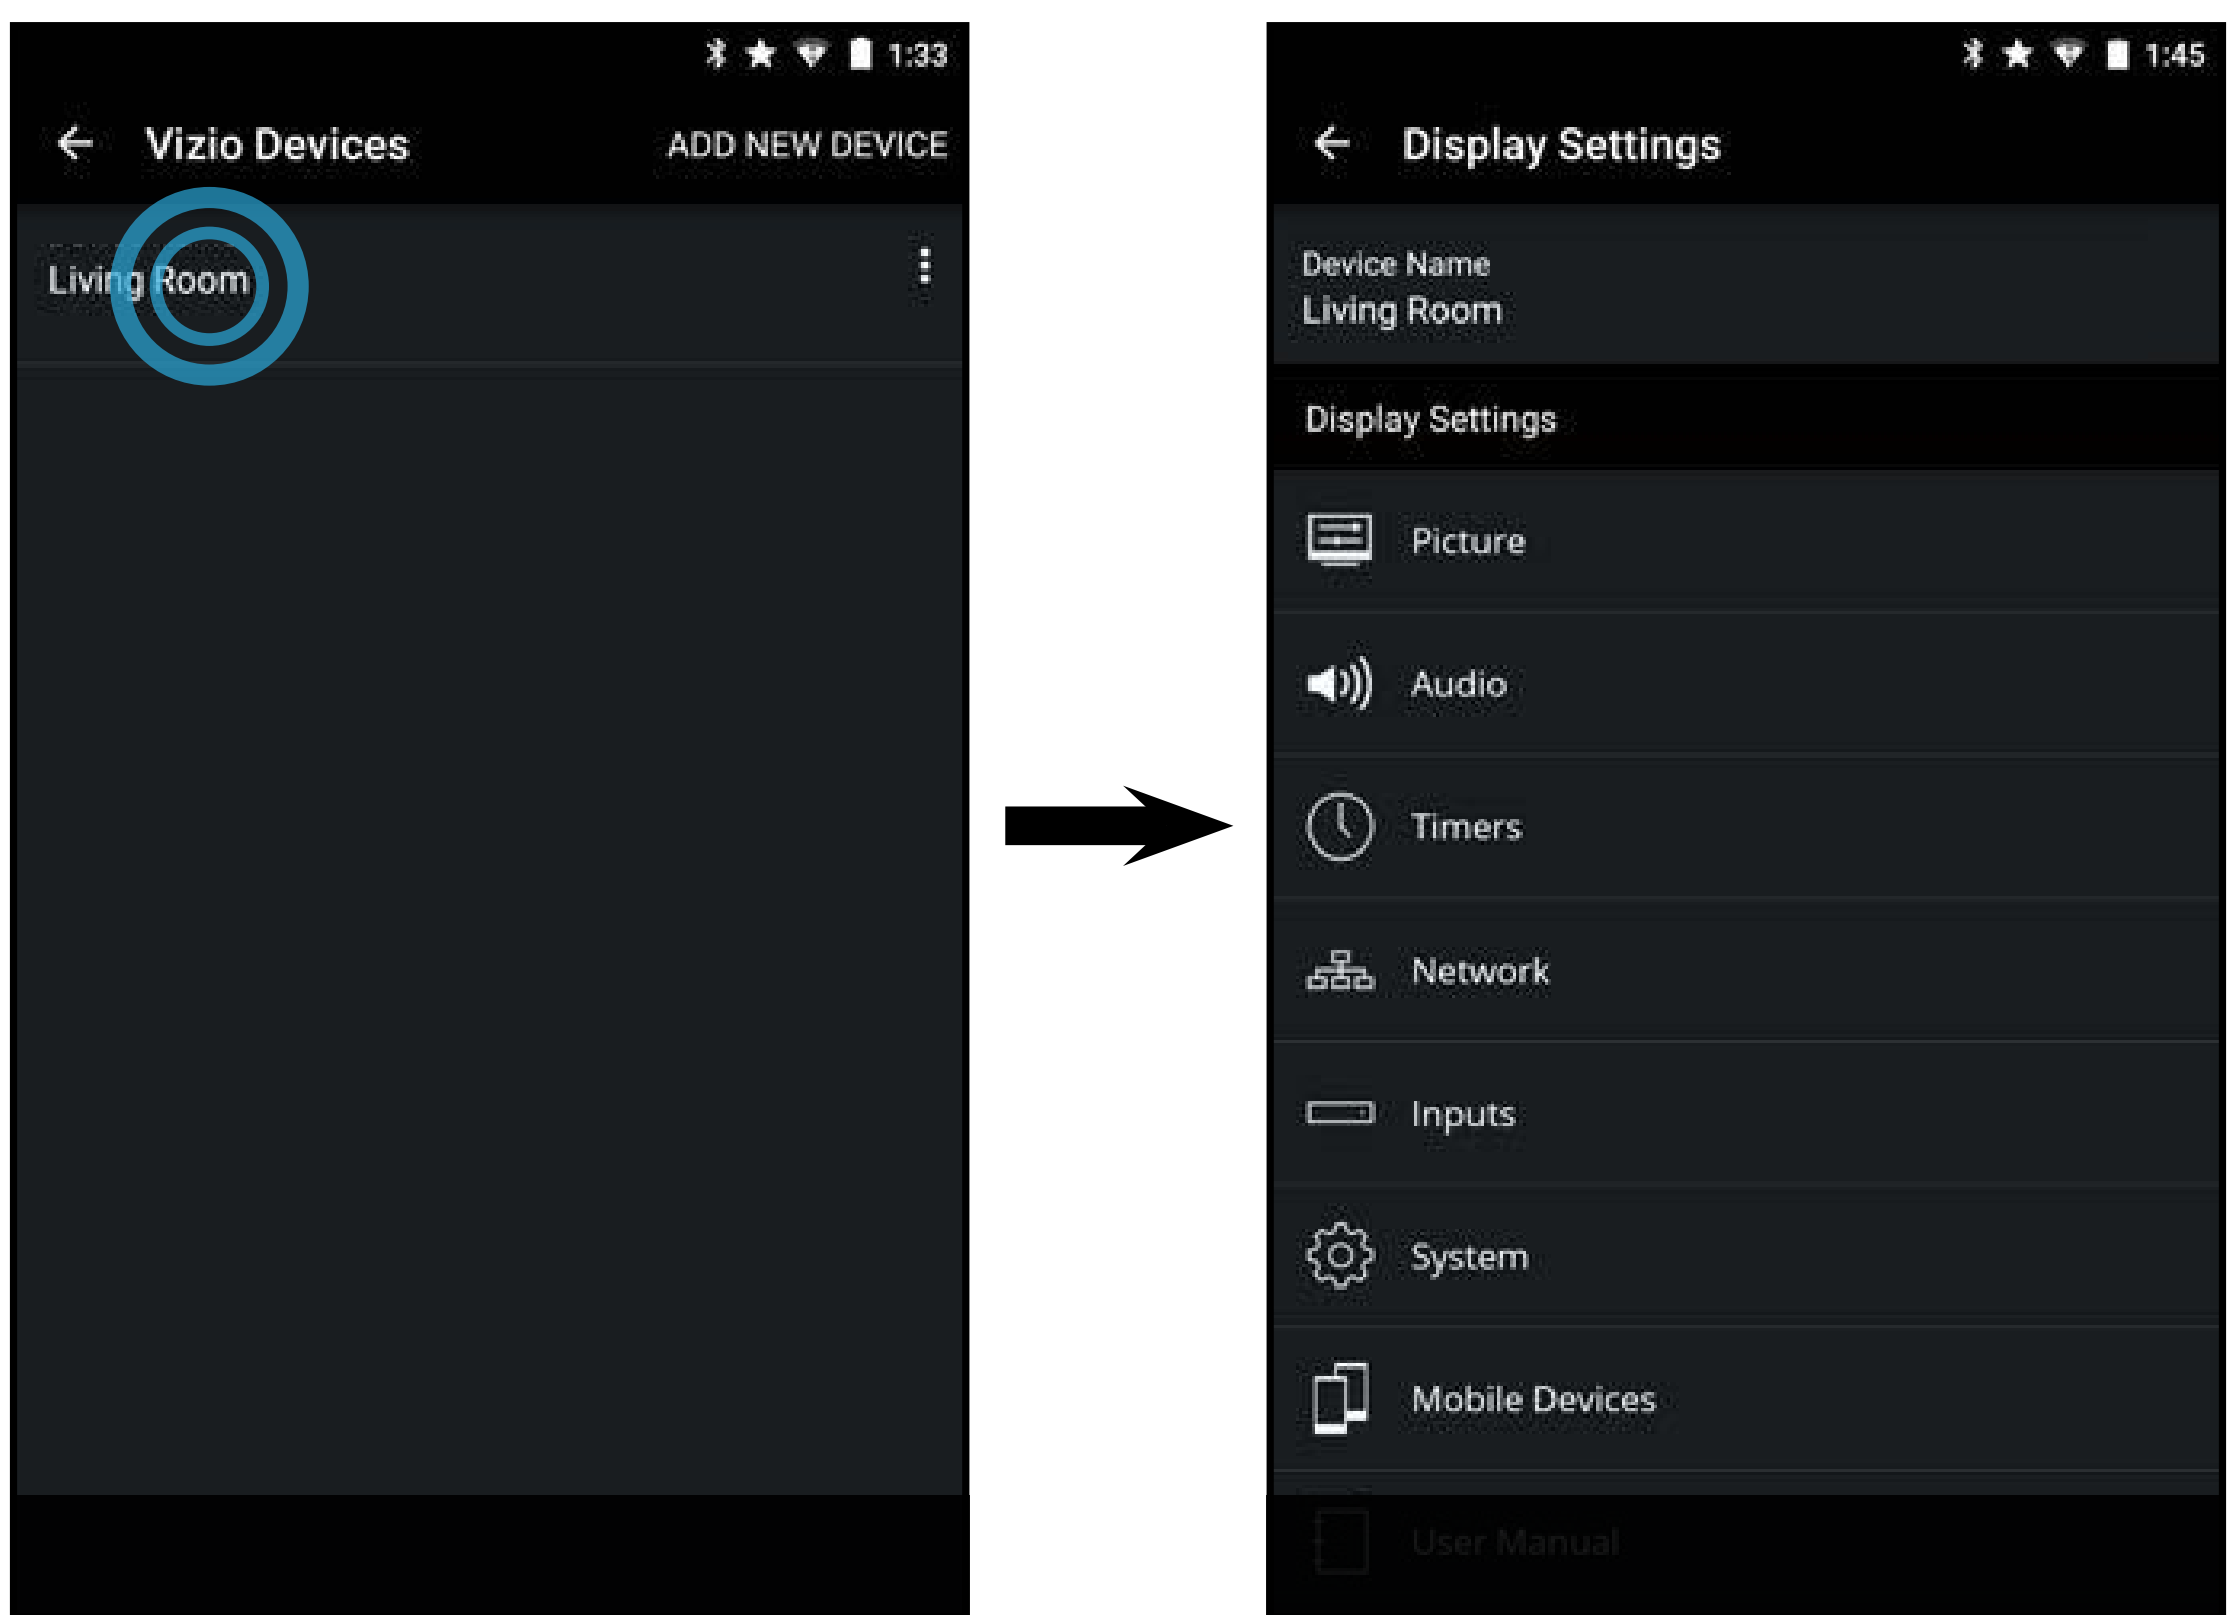 1:33
Vizio Devices ADD NEW DEVICE
Living Room
1:45
Display Settings
Device Name
Living Room
Display Settings
Picture
Audio
Timers
Network
Inputs
System
Mobile Devices
User Manual